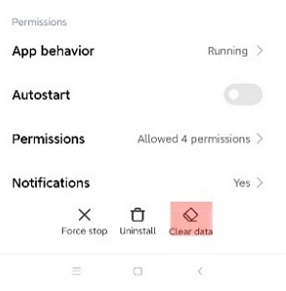 Permissions
App behavior Running
Autostart
Permissions Allowed 4 permissions
Notifications Yes
Force stop Uninstall Clear data